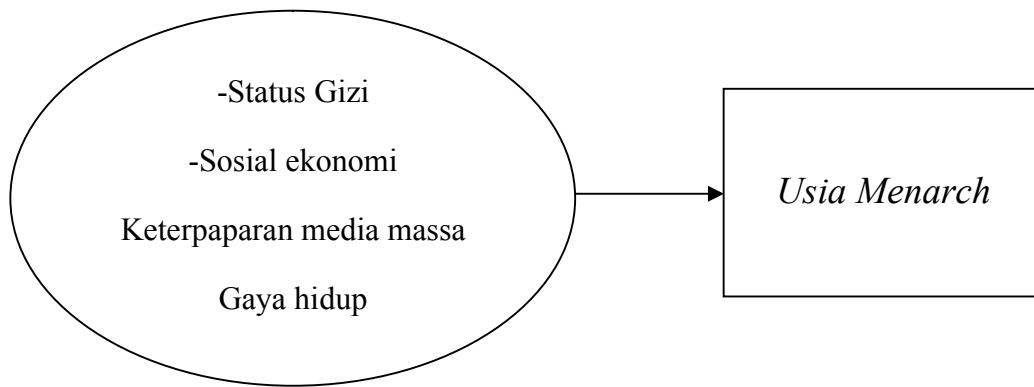 -Status Gizi
-Sosial ekonomi
Keterpaparan media massa
Gaya hidup
Usia Menarch